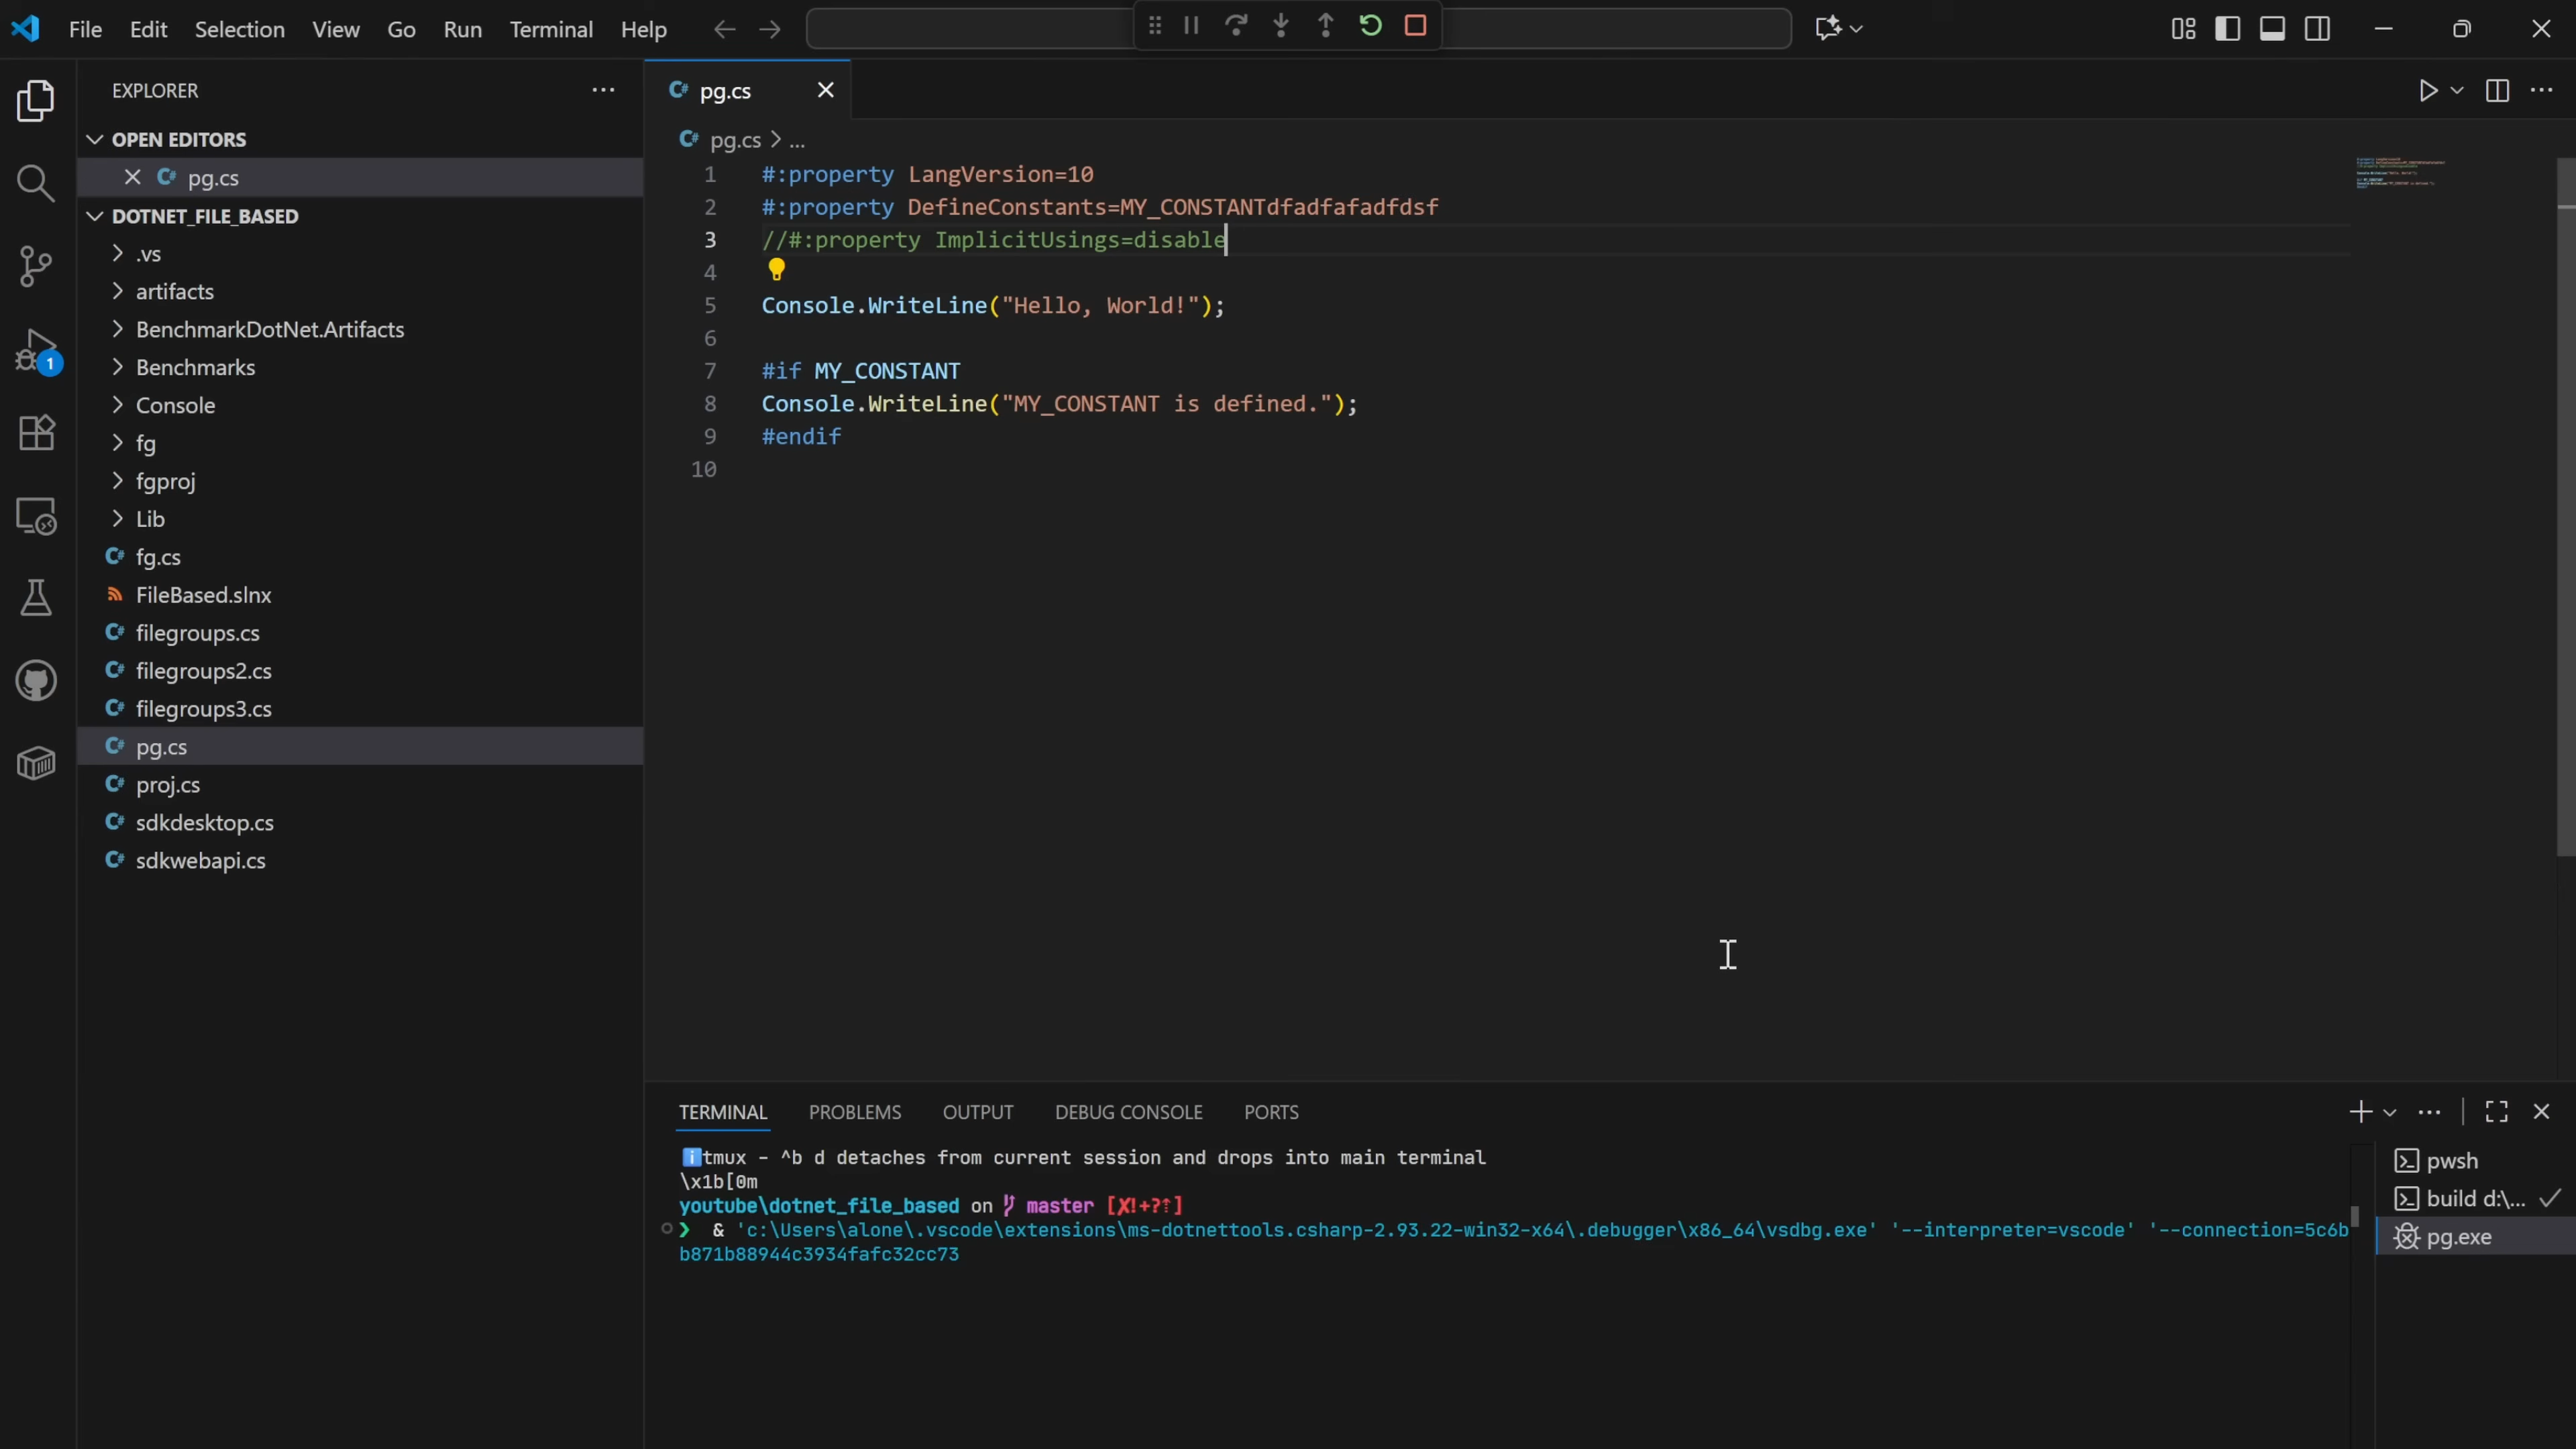 File Edit Selection View Go Run Terminal Help
EXPLORER
OPEN EDITORS
pg.cs
DOTNET_FILE_BASED
.vs
artifacts
BenchmarkDotNet.Artifacts
Benchmarks
Console
fg
fgproj
Lib
fg.cs
FileBased.slnx
filegroups.cs
filegroups2.cs
filegroups3.cs
pg.cs
proj.cs
sdkdesktop.cs
sdkwebapi.cs
1
pg.cs
pg.cs > ...
1 #:property LangVersion=10
2 #:property DefineConstants=MY_CONSTANTdfadfafadfdsf
3 //#:property ImplicitUsings=disable
4
5 Console.WriteLine("Hello, World!");
6
7 #if MY_CONSTANT
8 Console.WriteLine("MY_CONSTANT is defined.");
9 #endif
10
TERMINAL PROBLEMS OUTPUT DEBUG CONSOLE PORTS
tmux - ^b d detaches from current session and drops into main terminal
\x1b[0m
youtube\dotnet_file_based on master [✘!+?⇡]
❯ & 'c:\Users\alone\.vscode\extensions\ms-dotnettools.csharp-2.93.22-win32-x64\.debugger\x86_64\vsdbg.exe' '--interpreter=vscode' '--connection=5c6b
b871b88944c3934fafc32cc73
pwsh
build d:\...
pg.exe